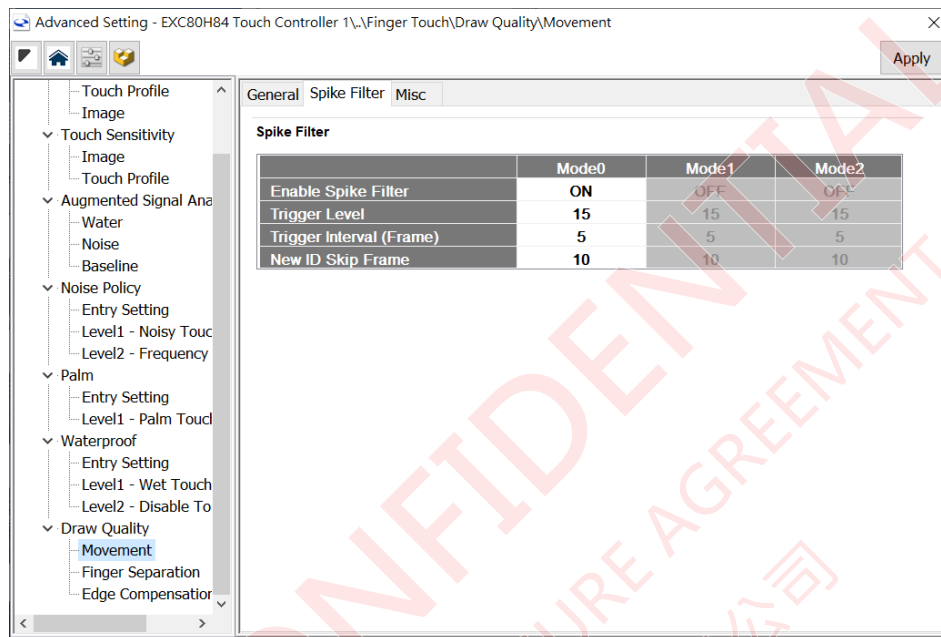 Advanced Setting - EXC80H84 Touch Controller 1\..\Finger Touch\Draw Quality\Movement
Apply
Touch Profile
Image
Touch Sensitivity
Image
Touch Profile
Augmented Signal Ana
Water
Noise
Baseline
Noise Policy
Entry Setting
Level1 - Noisy Touc
Level2 - Frequency
Palm
Entry Setting
Level1 - Palm Touch
Waterproof
Entry Setting
Level1 - Wet Touch
Level2 - Disable To
Draw Quality
Movement
Finger Separation
Edge Compensation
General Spike Filter Misc
Spike Filter
Mode0 Mode1 Mode2
Enable Spike Filter ON OFF OFF
Trigger Level 15 15 15
Trigger Interval (Frame) 5 5 5
New ID Skip Frame 10 10 10
ONFIDENTIAL
URE AGREEMENT
公司